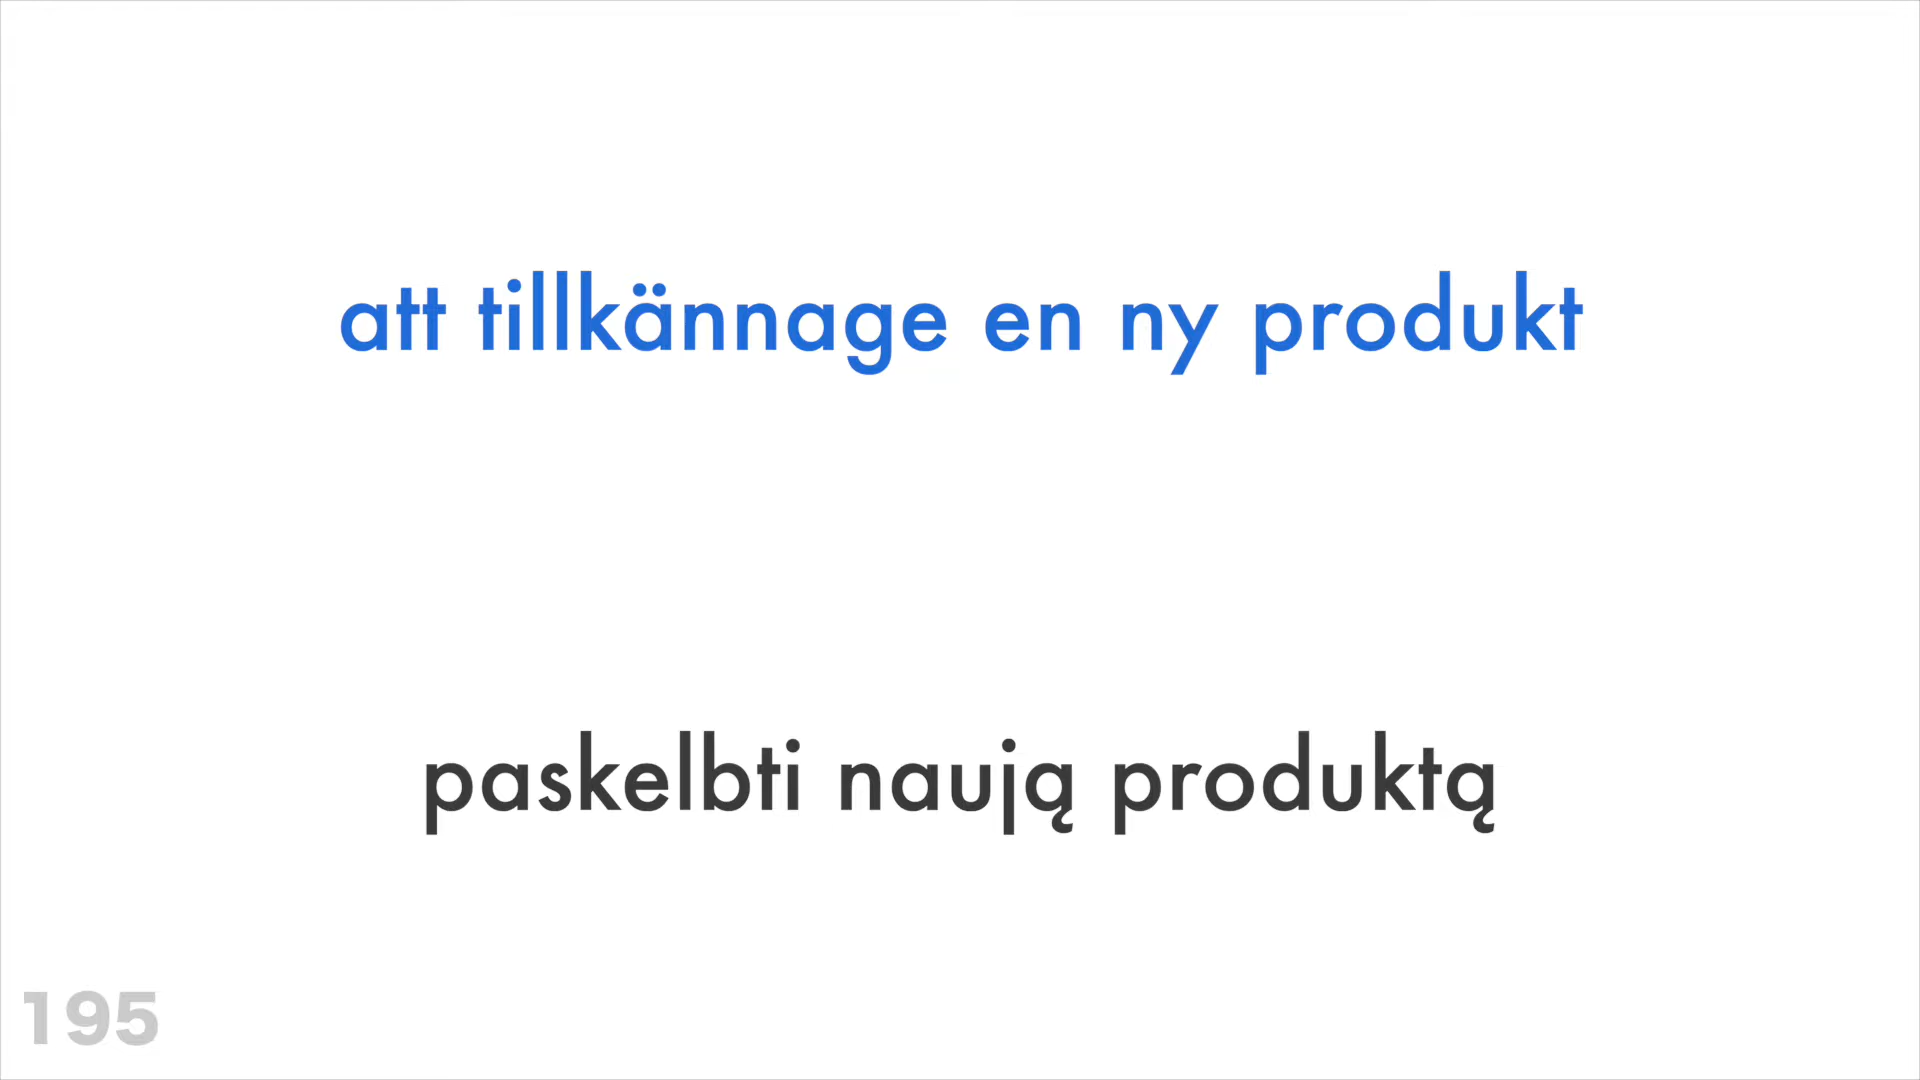 att tillkännage en ny produkt
paskelbti naują produktą
195